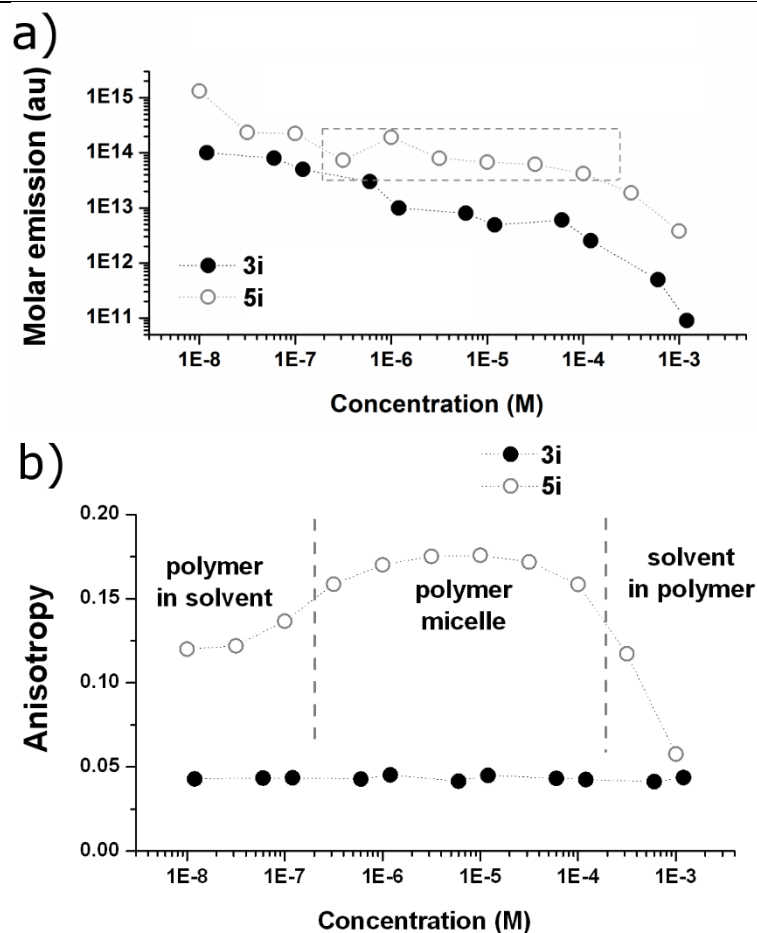 a)
Molar emission (au)
1E15
1E14
1E13
1E12
1E11
3i
5i
1E-8 1E-7 1E-6 1E-5 1E-4 1E-3
Concentration (M)
b)
3i
5i
Anisotropy
0.20
0.15
0.10
0.05
0.00
polymer
in solvent
polymer
micelle
solvent
in polymer
1E-8 1E-7 1E-6 1E-5 1E-4 1E-3
Concentration (M)